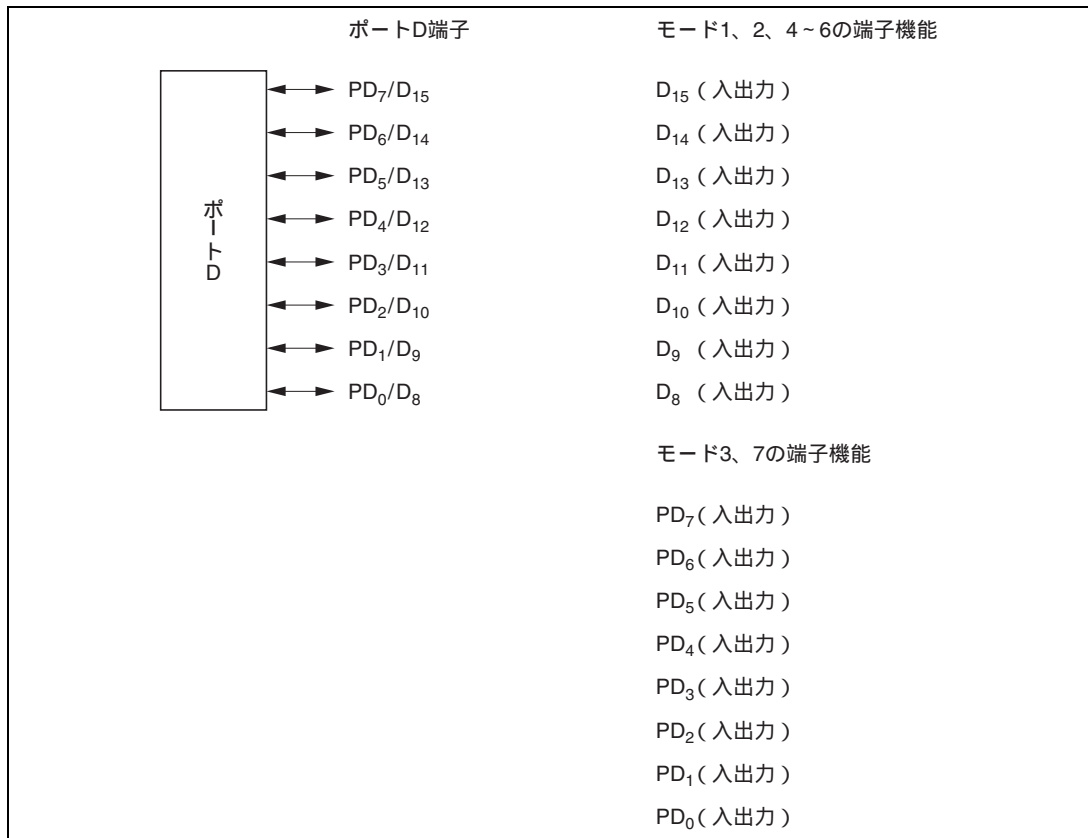 ポートD端子 モード1、2、4~6の端子機能
PD7/D15 D15(入出力)
PD6/D14 D14(入出力)
PD5/D13 D13(入出力)
PD4/D12 D12(入出力)
ポートD
PD3/D11 D11(入出力)
PD2/D10 D10(入出力)
PD1/D9 D9 (入出力)
PD0/D8 D8 (入出力)
モード3、7の端子機能
PD7(入出力)
PD6(入出力)
PD5(入出力)
PD4(入出力)
PD3(入出力)
PD2(入出力)
PD1(入出力)
PD0(入出力)